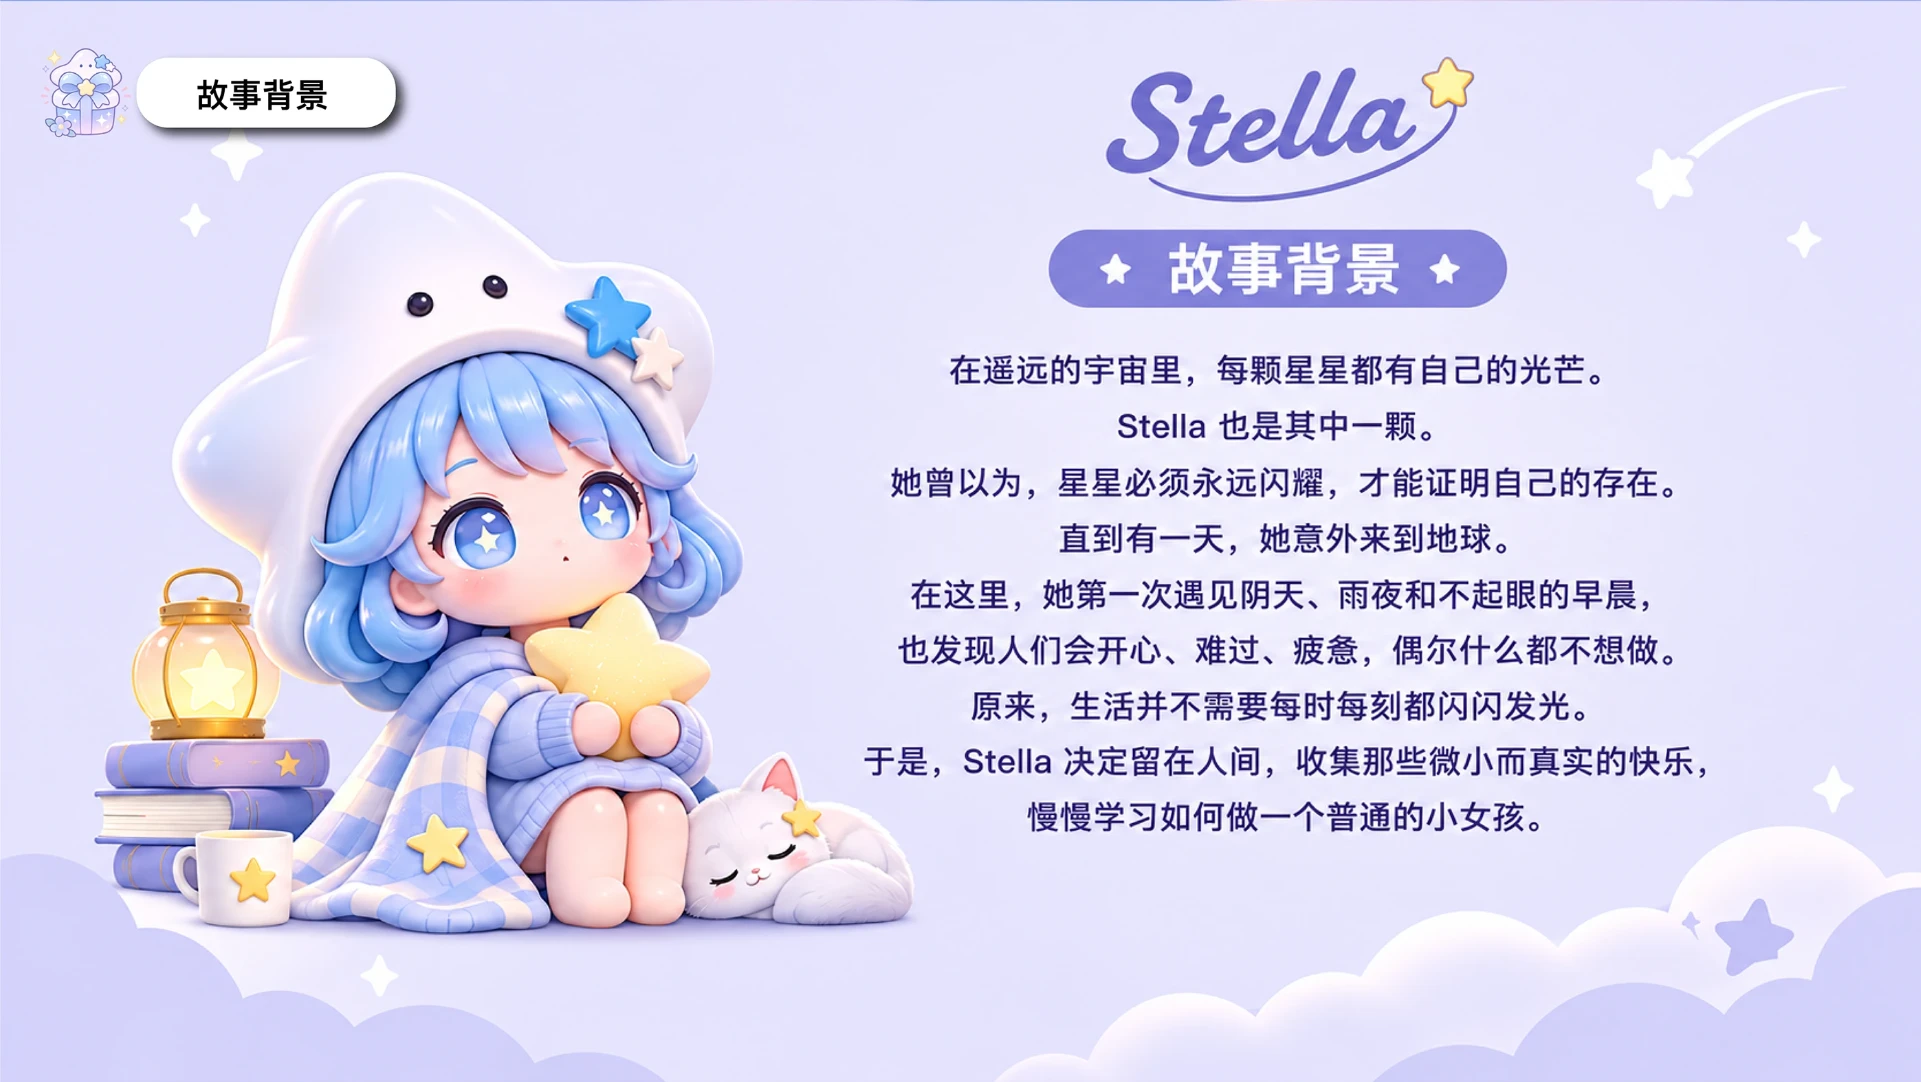 故事背景
Stella
故事背景
在遥远的宇宙里，每颗星星都有自己的光芒。
Stella 也是其中一颗。
她曾以为，星星必须永远闪耀，才能证明自己的存在。
直到有一天，她意外来到地球。
在这里，她第一次遇见阴天、雨夜和不起眼的早晨，
也发现人们会开心、难过、疲惫，偶尔什么都不想做。
原来，生活并不需要每时每刻都闪闪发光。
于是，Stella 决定留在人间，收集那些微小而真实的快乐，
慢慢学习如何做一个普通的小女孩。